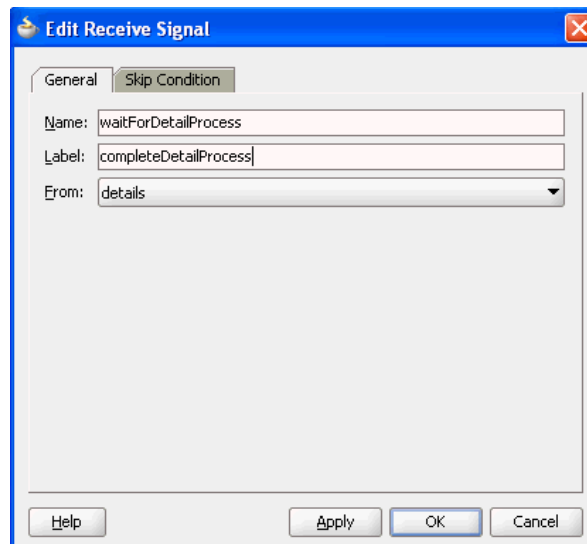 Edit Receive Signal
General Skip Condition
Name: waitForDetailProcess
Label: completeDetailProcess
From: details
Help Apply OK Cancel